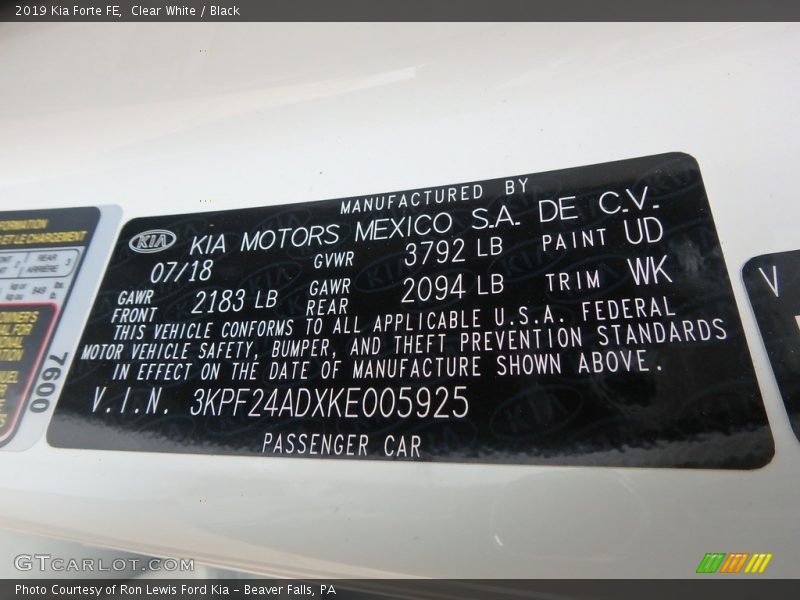 2019 Kia Forte FE, Clear White / Black
MANUFACTURED BY
KIA KIA MOTORS MEXICO S.A. DE C.V.
07/18 GVWR 3792 LB PAINT UD
GAWR FRONT 2183 LB GAWR REAR 2094 LB TRIM WK
THIS VEHICLE CONFORMS TO ALL APPLICABLE U.S.A. FEDERAL
MOTOR VEHICLE SAFETY, BUMPER, AND THEFT PREVENTION STANDARDS
IN EFFECT ON THE DATE OF MANUFACTURE SHOWN ABOVE.
V.I.N. 3KPF24ADXKE005925
PASSENGER CAR
7600
V
GTCARLOT.COM
Photo Courtesy of Ron Lewis Ford Kia - Beaver Falls, PA